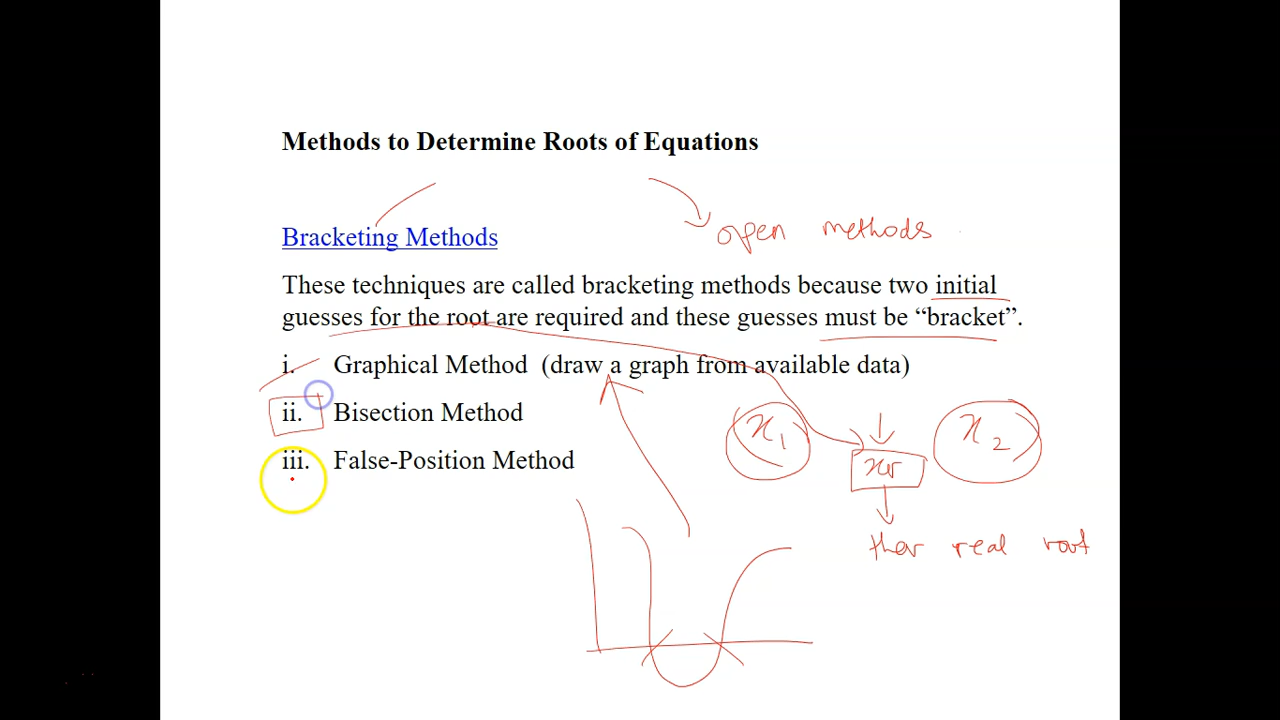 Methods to Determine Roots of Equations
Bracketing Methods
open methods
These techniques are called bracketing methods because two initial
guesses for the root are required and these guesses must be “bracket”.
i. Graphical Method (draw a graph from available data)
ii. Bisection Method
x1 xr x2
iii. False-Position Method
ther real root